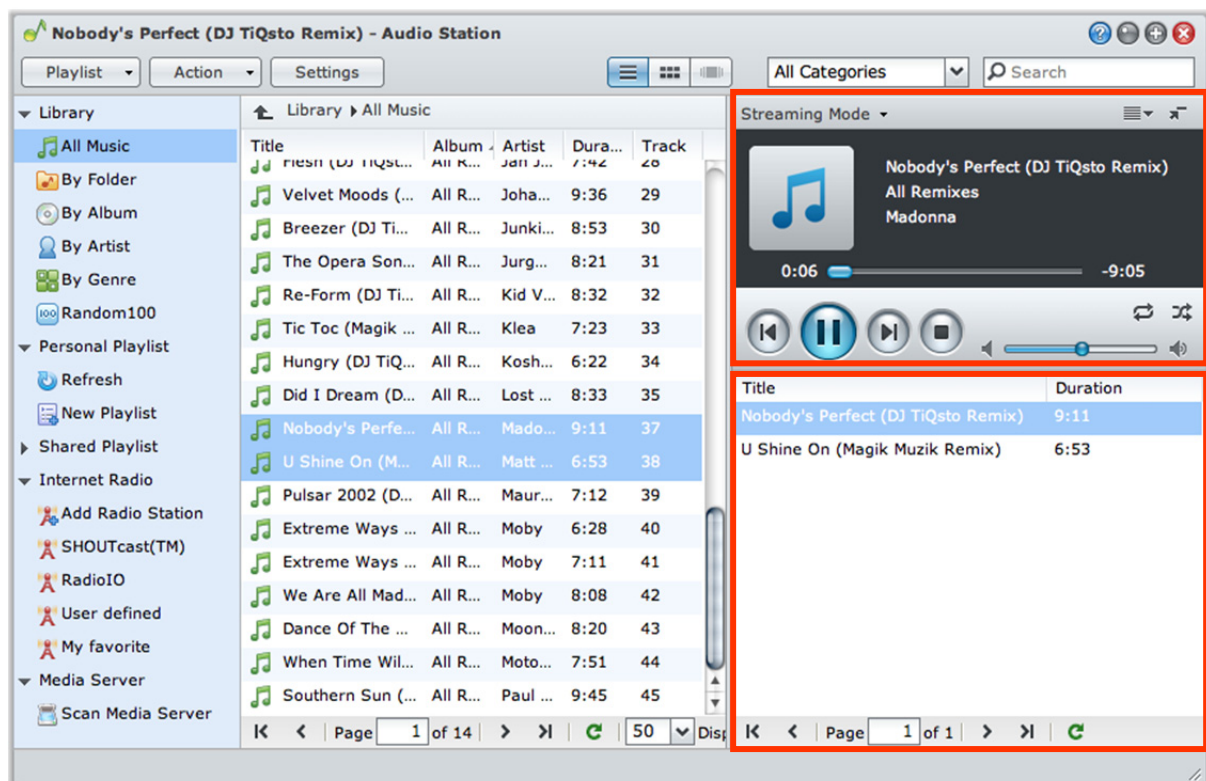 Nobody's Perfect (DJ TiQsto Remix) - Audio Station
Playlist Action Settings All Categories Search
Library
All Music
By Folder
By Album
By Artist
By Genre
Random100
Personal Playlist
Refresh
New Playlist
Shared Playlist
Internet Radio
Add Radio Station
SHOUTcast(TM)
RadioIO
User defined
My favorite
Media Server
Scan Media Server
Library All Music
Title Album Artist Dura... Track
Flesh (DJ TiQst... All R... Jan J... 7:42 28
Velvet Moods (... All R... Joha... 9:36 29
Breezer (DJ Ti... All R... Junki... 8:53 30
The Opera Son... All R... Jurg... 8:21 31
Re-Form (DJ Ti... All R... Kid V... 8:32 32
Tic Toc (Magik ... All R... Klea 7:23 33
Hungry (DJ TiQ... All R... Kosh... 6:22 34
Did I Dream (D... All R... Lost ... 8:33 35
Nobody's Perfe... All R... Mado... 9:11 37
U Shine On (M... All R... Matt ... 6:53 38
Pulsar 2002 (D... All R... Maur... 7:12 39
Extreme Ways ... All R... Moby 6:28 40
Extreme Ways ... All R... Moby 7:11 41
We Are All Mad... All R... Moby 8:08 42
Dance Of The ... All R... Moon... 8:20 43
When Time Wil... All R... Moto... 7:51 44
Southern Sun (... All R... Paul ... 9:45 45
Page 1 of 14 50 Disp
Streaming Mode
Nobody's Perfect (DJ TiQsto Remix)
All Remixes
Madonna
0:06 -9:05
Title Duration
Nobody's Perfect (DJ TiQsto Remix) 9:11
U Shine On (Magik Muzik Remix) 6:53
Page 1 of 1